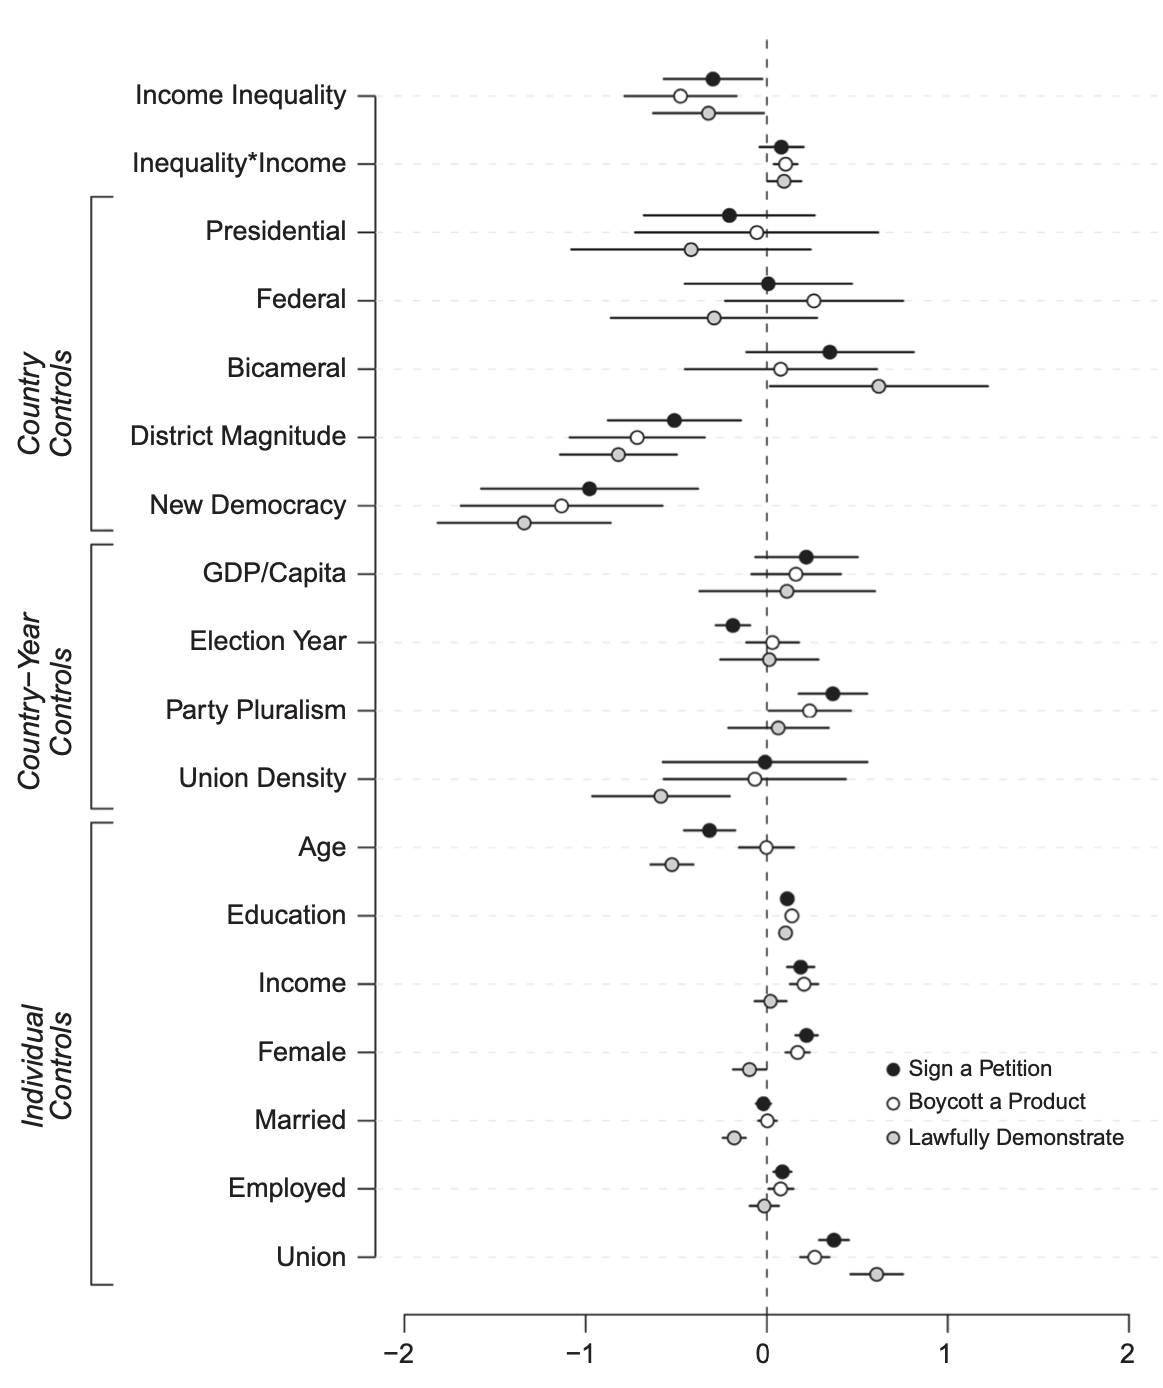 Income Inequality
Inequality*Income
Country
Controls
Presidential
Federal
Bicameral
District Magnitude
New Democracy
Country−Year
Controls
GDP/Capita
Election Year
Party Pluralism
Union Density
Individual
Controls
Age
Education
Income
Female
Married
Employed
Union
Sign a Petition
Boycott a Product
Lawfully Demonstrate
−2 −1 0 1 2